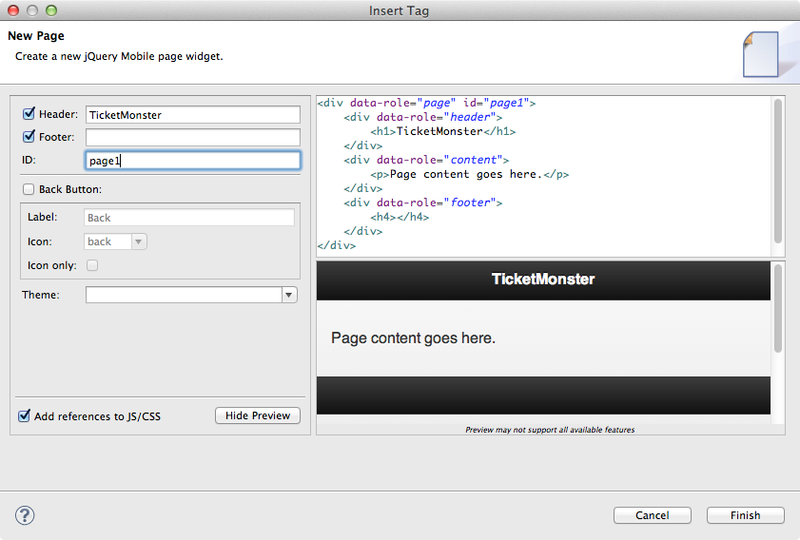 Insert Tag
New Page
Create a new jQuery Mobile page widget.
Header: TicketMonster
Footer:
ID: page1
Back Button:
Label: Back
Icon: back
Icon only:
Theme:
Add references to JS/CSS Hide Preview
<div data-role="page" id="page1">
<div data-role="header">
<h1>TicketMonster</h1>
</div>
<div data-role="content">
<p>Page content goes here.</p>
</div>
<div data-role="footer">
<h4></h4>
</div>
</div>
TicketMonster
Page content goes here.
Preview may not support all available features
? Cancel Finish